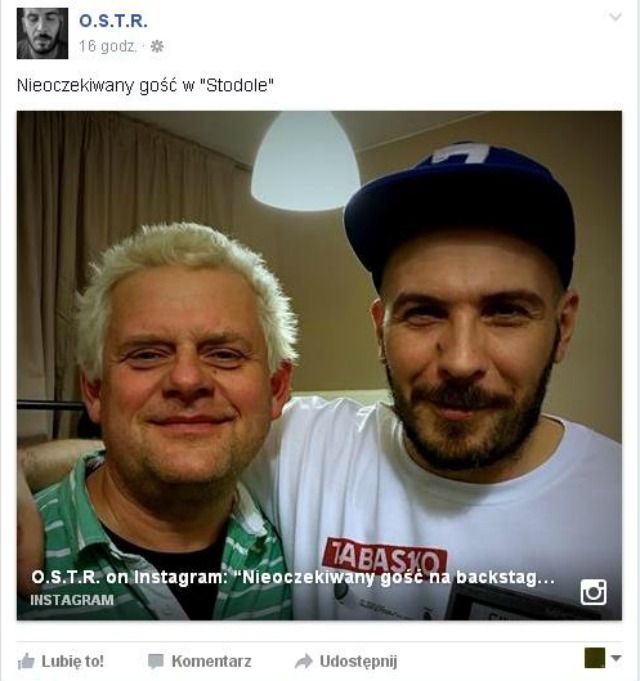 O.S.T.R.
16 godz.
Nieoczekiwany gość w "Stodole"
TABASKO
O.S.T.R. on Instagram: “Nieoczekiwany gość na backstag...
INSTAGRAM
Lubię to! Komentarz Udostępnij